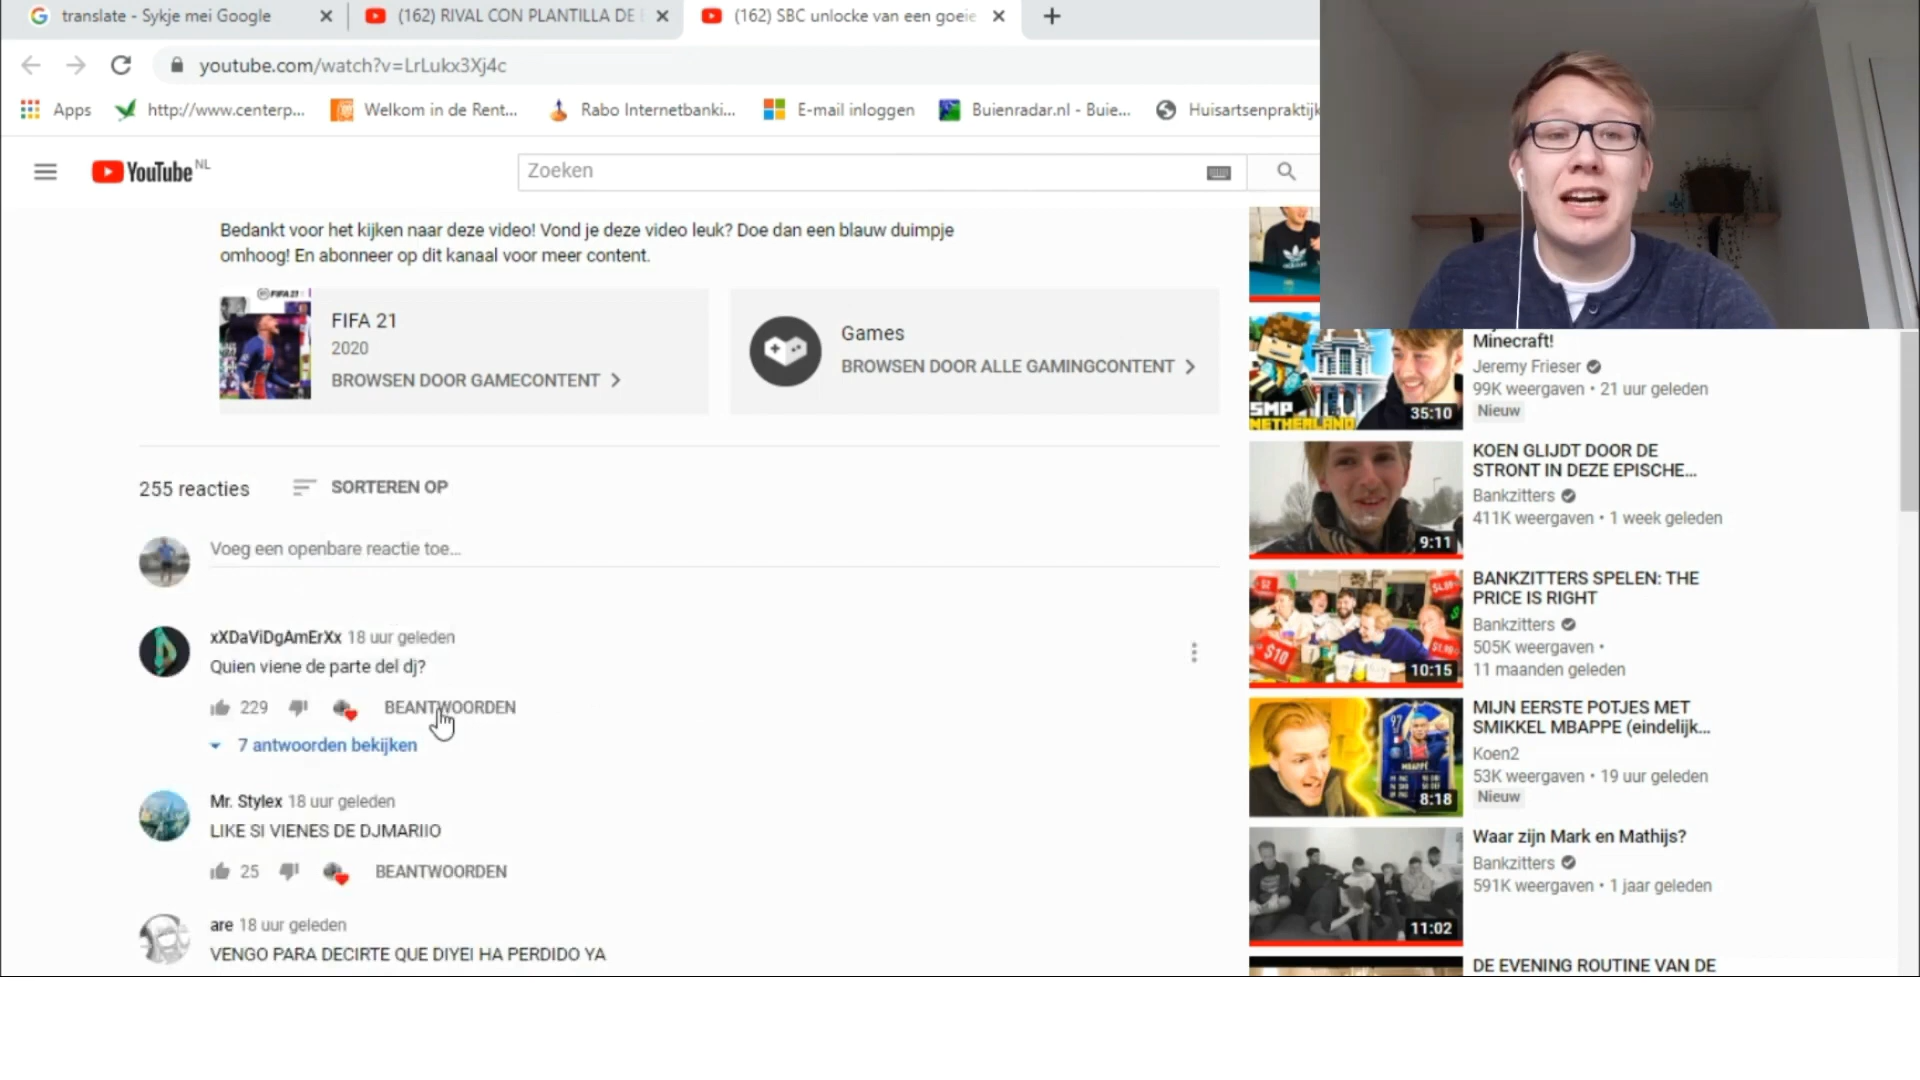 translate - Sykje mei Google
(162) RIVAL CON PLANTILLA DE
(162) SBC unlocke van een goeie
youtube.com/watch?v=LrLukx3Xj4c
Apps
http://www.centerp...
Welkom in de Rent...
Rabo Internetbanki...
E-mail inloggen
Buienradar.nl - Buie...
Huisartsenpraktijk
YouTube NL
Zoeken
Bedankt voor het kijken naar deze video! Vond je deze video leuk? Doe dan een blauw duimpje
omhoog! En abonneer op dit kanaal voor meer content.
FIFA 21
FIFA 21
2020
BROWSEN DOOR GAMECONTENT
Games
BROWSEN DOOR ALLE GAMINGCONTENT
255 reacties
SORTEREN OP
Voeg een openbare reactie toe...
xXDaViDgAmErXx 18 uur geleden
Quien viene de parte del dj?
229
BEANTWOORDEN
7 antwoorden bekijken
Mr. Stylex 18 uur geleden
LIKE SI VIENES DE DJMARIIO
25
BEANTWOORDEN
are 18 uur geleden
VENGO PARA DECIRTE QUE DIYEI HA PERDIDO YA
adidas
SMP
NETHERLAND
35:10
Minecraft!
Jeremy Frieser
99K weergaven • 21 uur geleden
Nieuw
9:11
KOEN GLIJDT DOOR DE
STRONT IN DEZE EPISCHE...
Bankzitters
411K weergaven • 1 week geleden
$10
10:15
BANKZITTERS SPELEN: THE
PRICE IS RIGHT
Bankzitters
505K weergaven •
11 maanden geleden
97
MBAPPÉ
8:18
MIJN EERSTE POTJES MET
SMIKKEL MBAPPE (eindelijk...
Koen2
53K weergaven • 19 uur geleden
Nieuw
11:02
Waar zijn Mark en Mathijs?
Bankzitters
591K weergaven • 1 jaar geleden
DE EVENING ROUTINE VAN DE